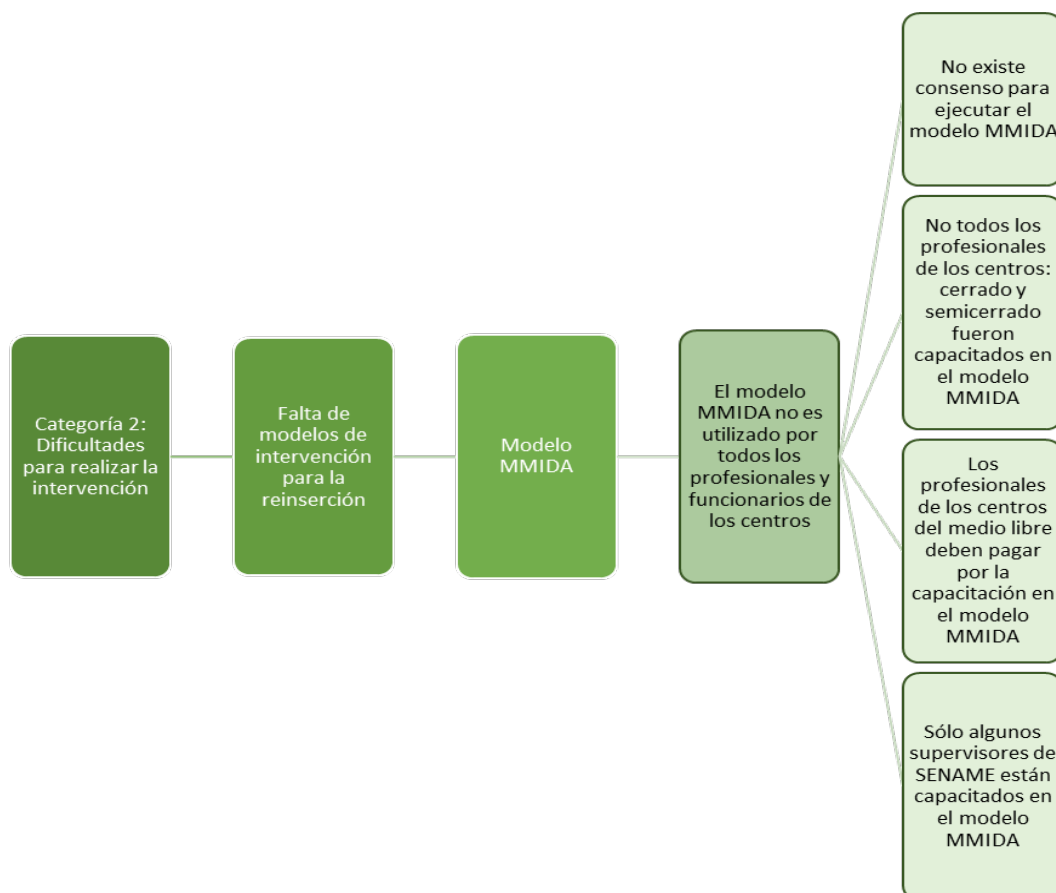 Categoría 2:
Dificultades
para realizar la
intervención
Falta de
modelos de
intervención
para la
reinserción
Modelo
MMIDA
El modelo
MMIDA no es
utilizado por
todos los
profesionales y
funcionarios de
los centros
No existe
consenso para
ejecutar el
modelo MMIDA
No todos los
profesionales
de los centros:
cerrado y
semicerrado
fueron
capacitados en
el modelo
MMIDA
Los
profesionales
de los centros
del medio libre
deben pagar
por la
capacitación en
el modelo
MMIDA
Sólo algunos
supervisores de
SENAME están
capacitados en
el modelo
MMIDA